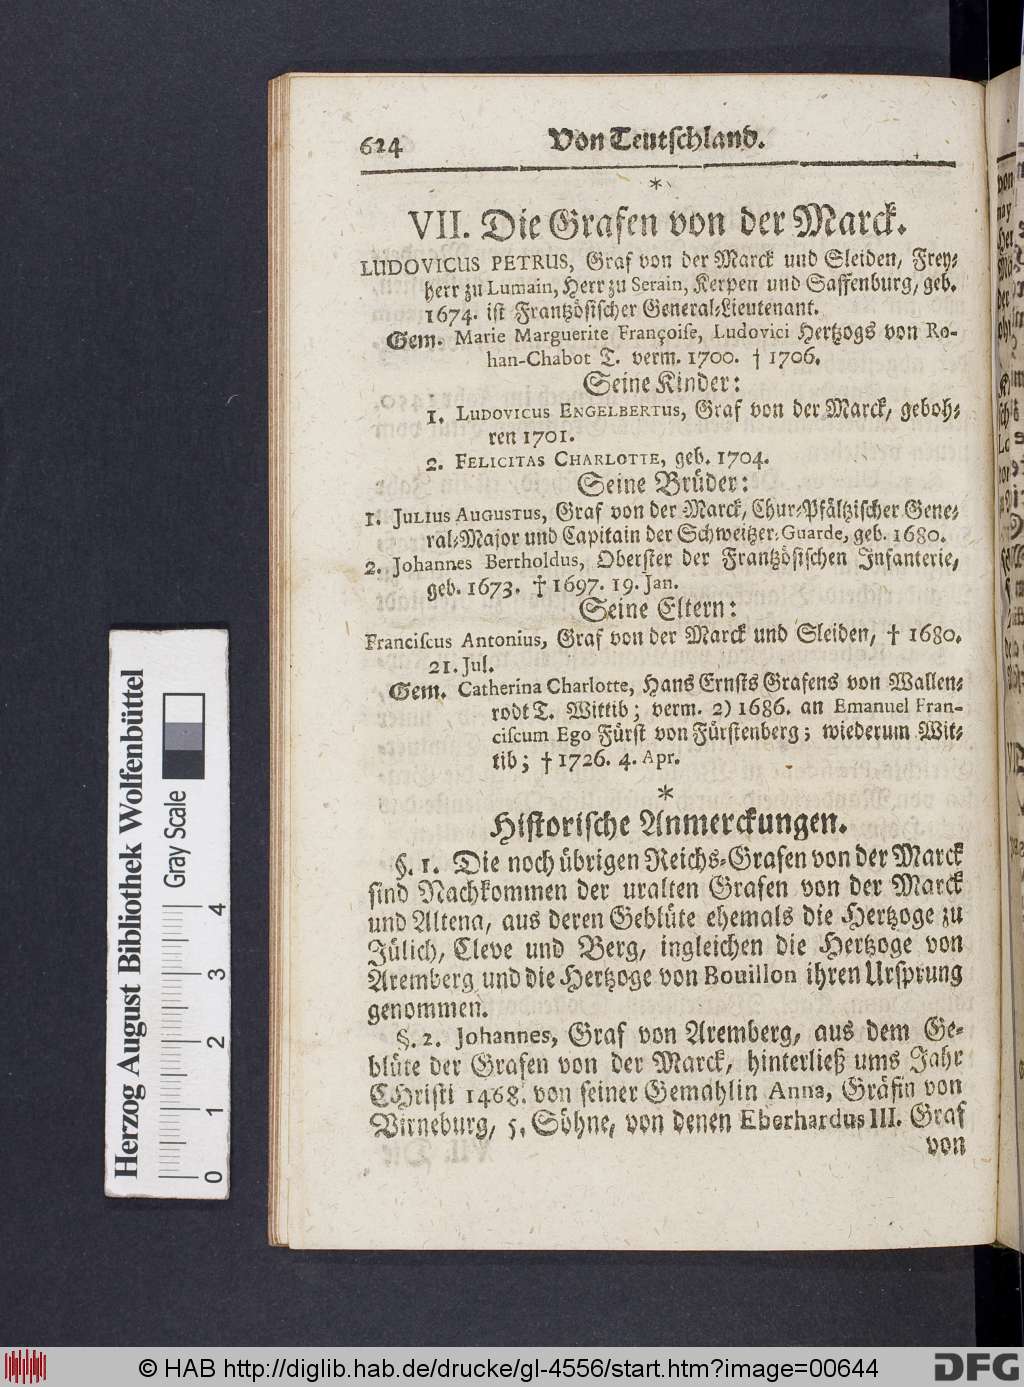 624 Von Teutschland.
*
VII. Die Grafen von der Marck.
LUDOVICUS PETRUS, Graf von der Marck und Sleiden, Frey-
herr zu Lumain, Herr zu Serain, Kerpen und Saffenburg, geb.
1674. ist Frantzösischer General-Lieutenant.
Gem. Marie Marguerite Françoise, Ludovici Hertzogs von Ro-
han-Chabot T. verm. 1700. † 1706.
Seine Kinder:
1. LUDOVICUS ENGELBERTUS, Graf von der Marck, geboh-
ren 1701.
2. FELICITAS CHARLOTTE, geb. 1704.
Seine Brüder:
1. JULIUS AUGUSTUS, Graf von der Marck, Chur-Pfältzischer Gene-
ral-Major und Capitain der Schweitzer-Guarde, geb. 1680.
2. Johannes Bertholdus, Oberster der Frantzösischen Infanterie,
geb. 1673. † 1697. 19. Jan.
Seine Eltern:
Franciscus Antonius, Graf von der Marck und Sleiden, † 1680.
21. Jul.
Gem. Catherina Charlotte, Hans Ernsts Grafens von Wallen-
rodt T. Wittib; verm. 2) 1686. an Emanuel Fran-
ciscum Ego Fürst von Fürstenberg; wiederum Wit-
tib; † 1726. 4. Apr.
*
Historische Anmerckungen.
§. 1. Die noch übrigen Reichs-Grafen von der Marck
sind Nachkommen der uralten Grafen von der Marck
und Altena, aus deren Geblüte ehemals die Hertzoge zu
Jülich, Cleve und Berg, ingleichen die Hertzoge von
Aremberg und die Hertzoge von Bouillon ihren Ursprung
genommen.
§. 2. Johannes, Graf von Aremberg, aus dem Ge-
blüte der Grafen von der Marck, hinterließ ums Jahr
CHristi 1468. von seiner Gemahlin Anna, Gräfin von
Virneburg, 5. Söhne, von denen Eberhardus III. Graf
von
Herzog August Bibliothek Wolfenbüttel
Gray Scale
0 1 2 3 4
© HAB http://diglib.hab.de/drucke/gl-4556/start.htm?image=00644
DFG